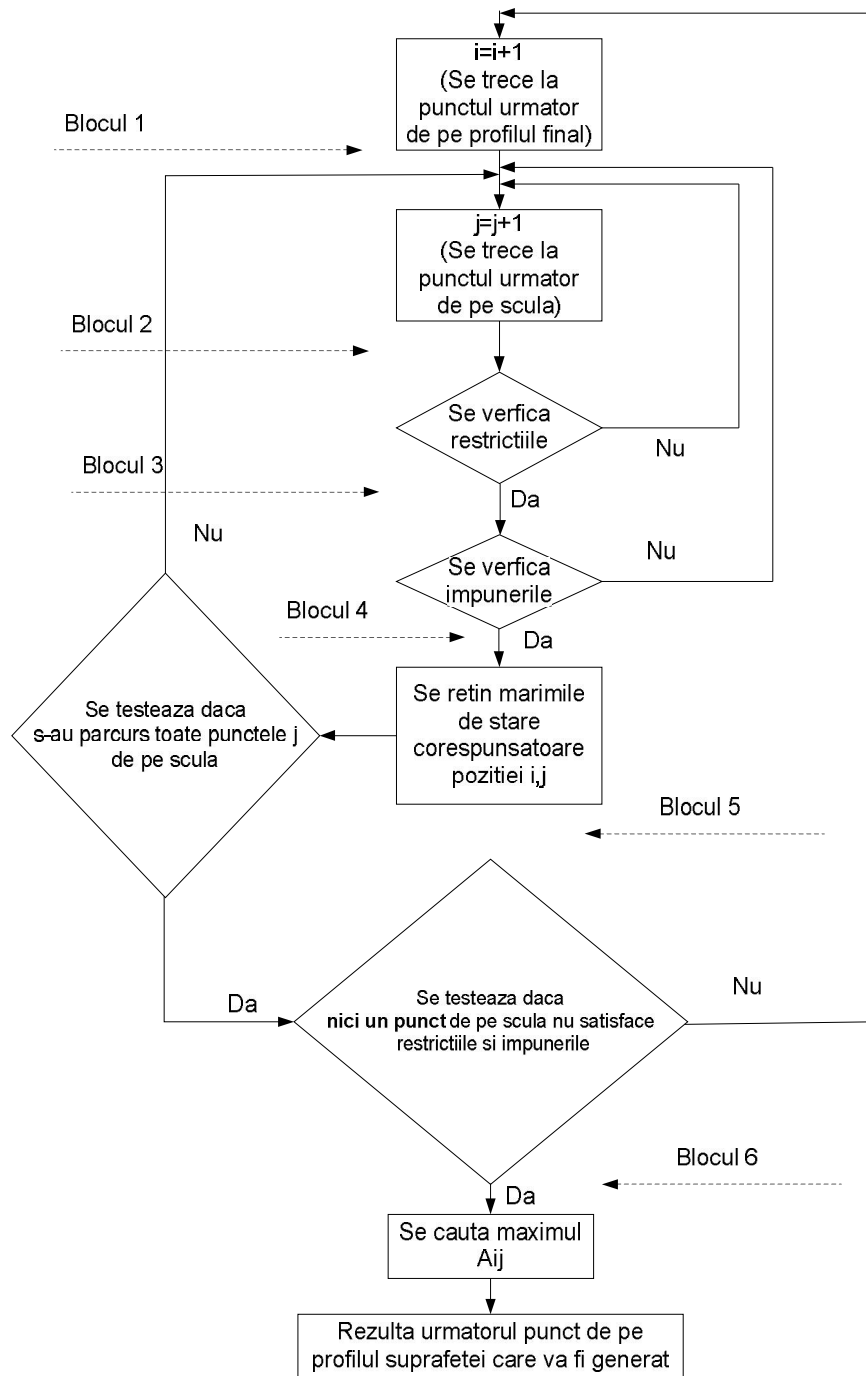 i=i+1
(Se trece la
punctul urmator
de pe profilul final)
Blocul 1
j=j+1
(Se trece la
punctul urmator
de pe scula)
Blocul 2
Se verfica
restrictiile
Nu
Blocul 3
Da
Nu
Se verfica
impunerile
Nu
Blocul 4
Da
Se retin marimile
de stare
corespunsatoare
pozitiei i,j
Se testeaza daca
s-au parcurs toate punctele j
de pe scula
Blocul 5
Da
Se testeaza daca
nici un punct de pe scula nu satisface
restrictiile si impunerile
Nu
Blocul 6
Da
Se cauta maximul
Aij
Rezulta urmatorul punct de pe
profilul suprafetei care va fi generat